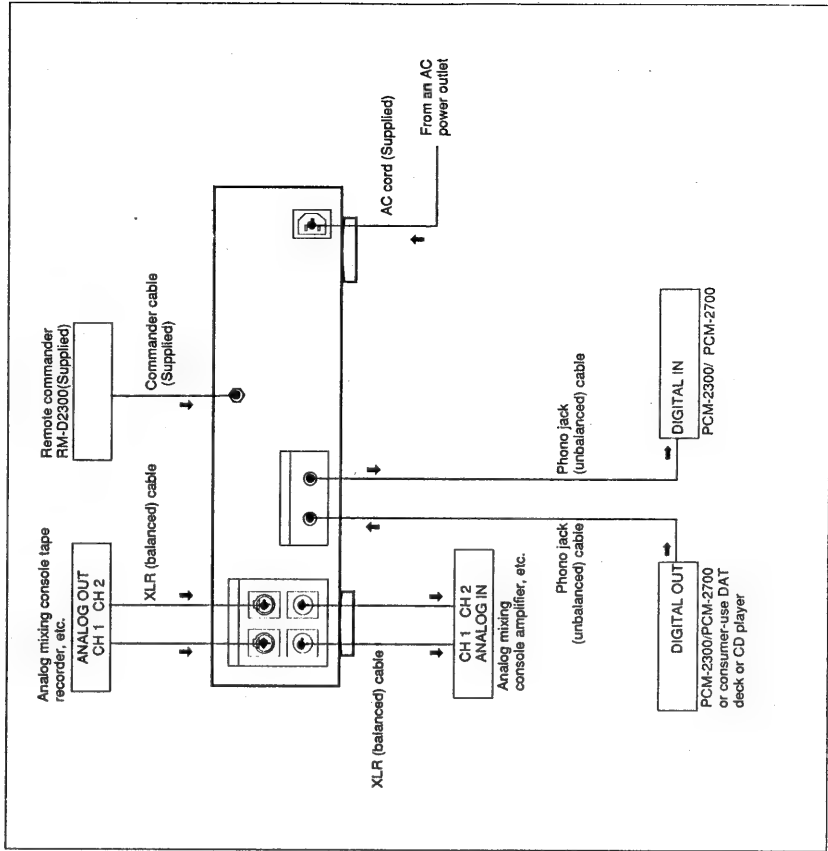 Analog mixing console tape
recorder, etc.
ANALOG OUT
CH 1 CH 2
XLR (balanced) cable
Remote commander
RM-D2300(Supplied)
Commander cable
(Supplied)
AC cord (Supplied)
From an AC
power outlet
XLR (balanced) cable
CH 1 CH 2
ANALOG IN
Analog mixing
console amplifier, etc.
Phono jack
(unbalanced) cable
Phono jack
(unbalanced) cable
DIGITAL OUT
PCM-2300/PCM-2700
or consumer-use DAT
deck or CD player
DIGITAL IN
PCM-2300/ PCM-2700